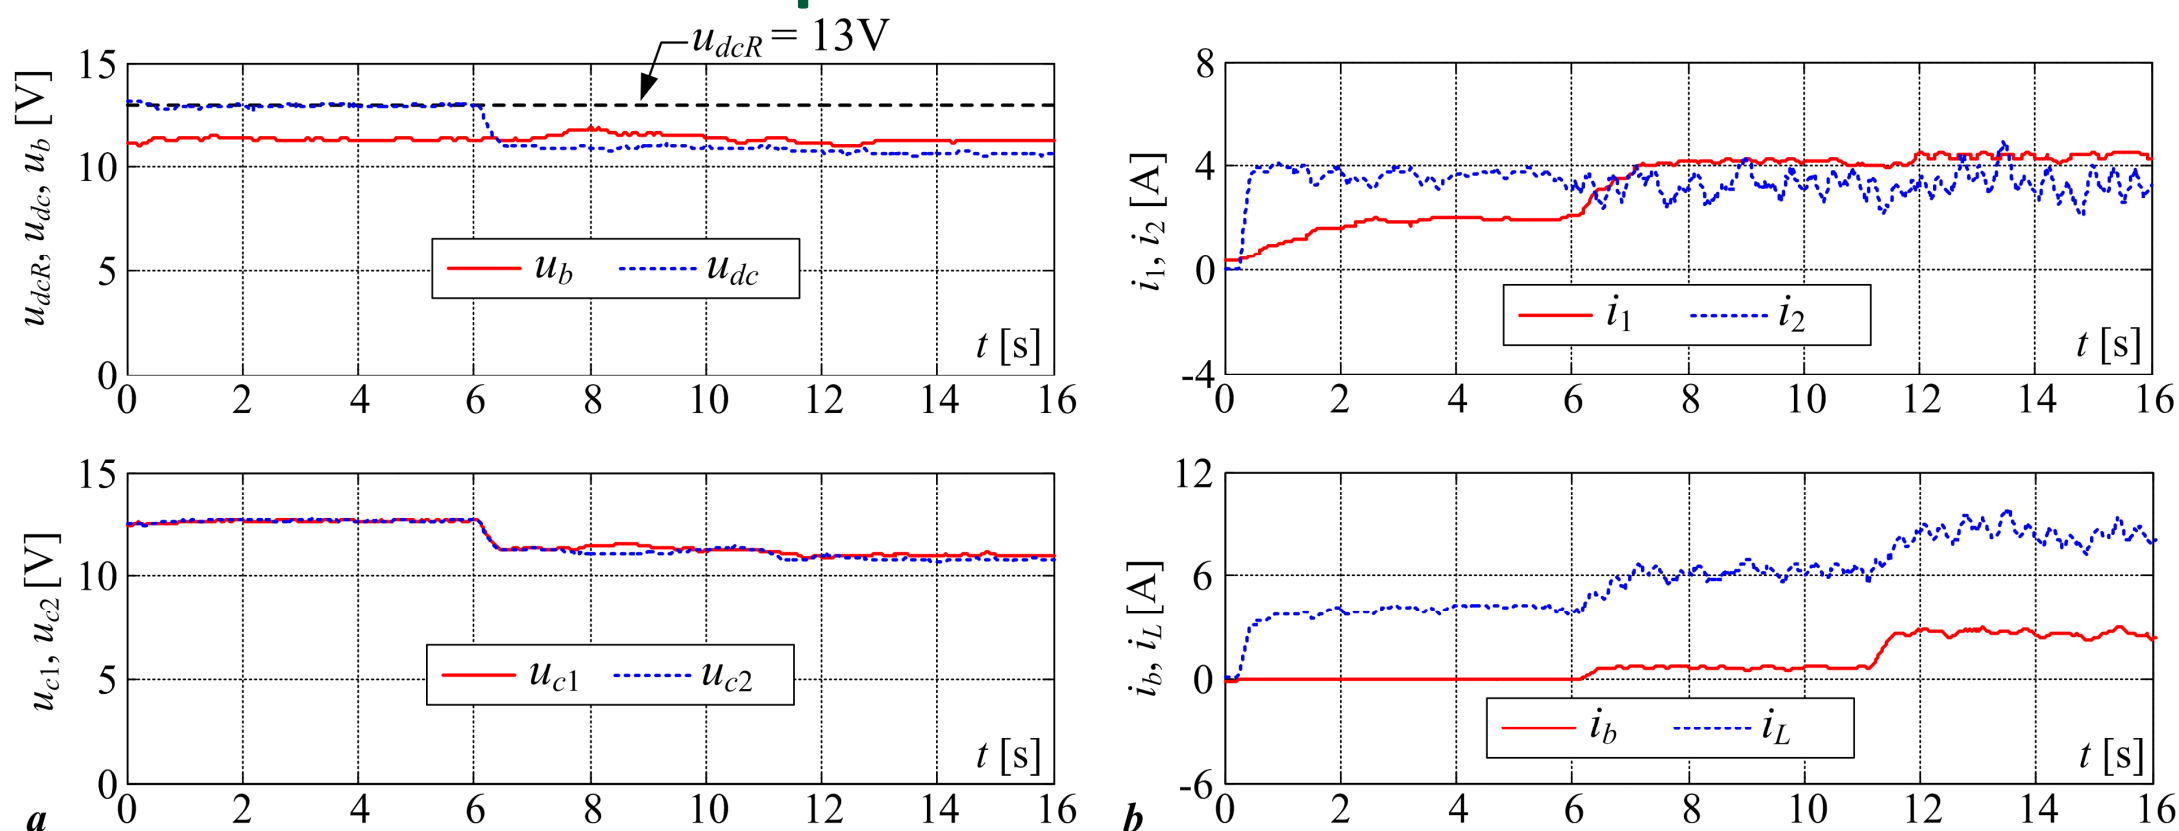 u_dcR = 13V
15
10
5
0
u_dcR, u_dc, u_b [V]
u_b
u_dc
t [s]
0 2 4 6 8 10 12 14 16
8
4
0
-4
i_1, i_2 [A]
i_1
i_2
t [s]
0 2 4 6 8 10 12 14 16
15
10
5
0
u_c1, u_c2 [V]
u_c1
u_c2
t [s]
0 2 4 6 8 10 12 14 16
a
12
6
0
-6
i_b, i_L [A]
i_b
i_L
t [s]
0 2 4 6 8 10 12 14 16
b